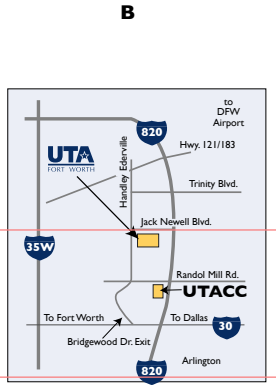 B
to
DFW
Airport
820
Hwy. 121/183
UTA
FORT WORTH
Handley Ederville
Trinity Blvd.
Jack Newell Blvd.
35W
Randol Mill Rd.
UTACC
To Fort Worth
To Dallas
30
Bridgewood Dr. Exit
Arlington
820